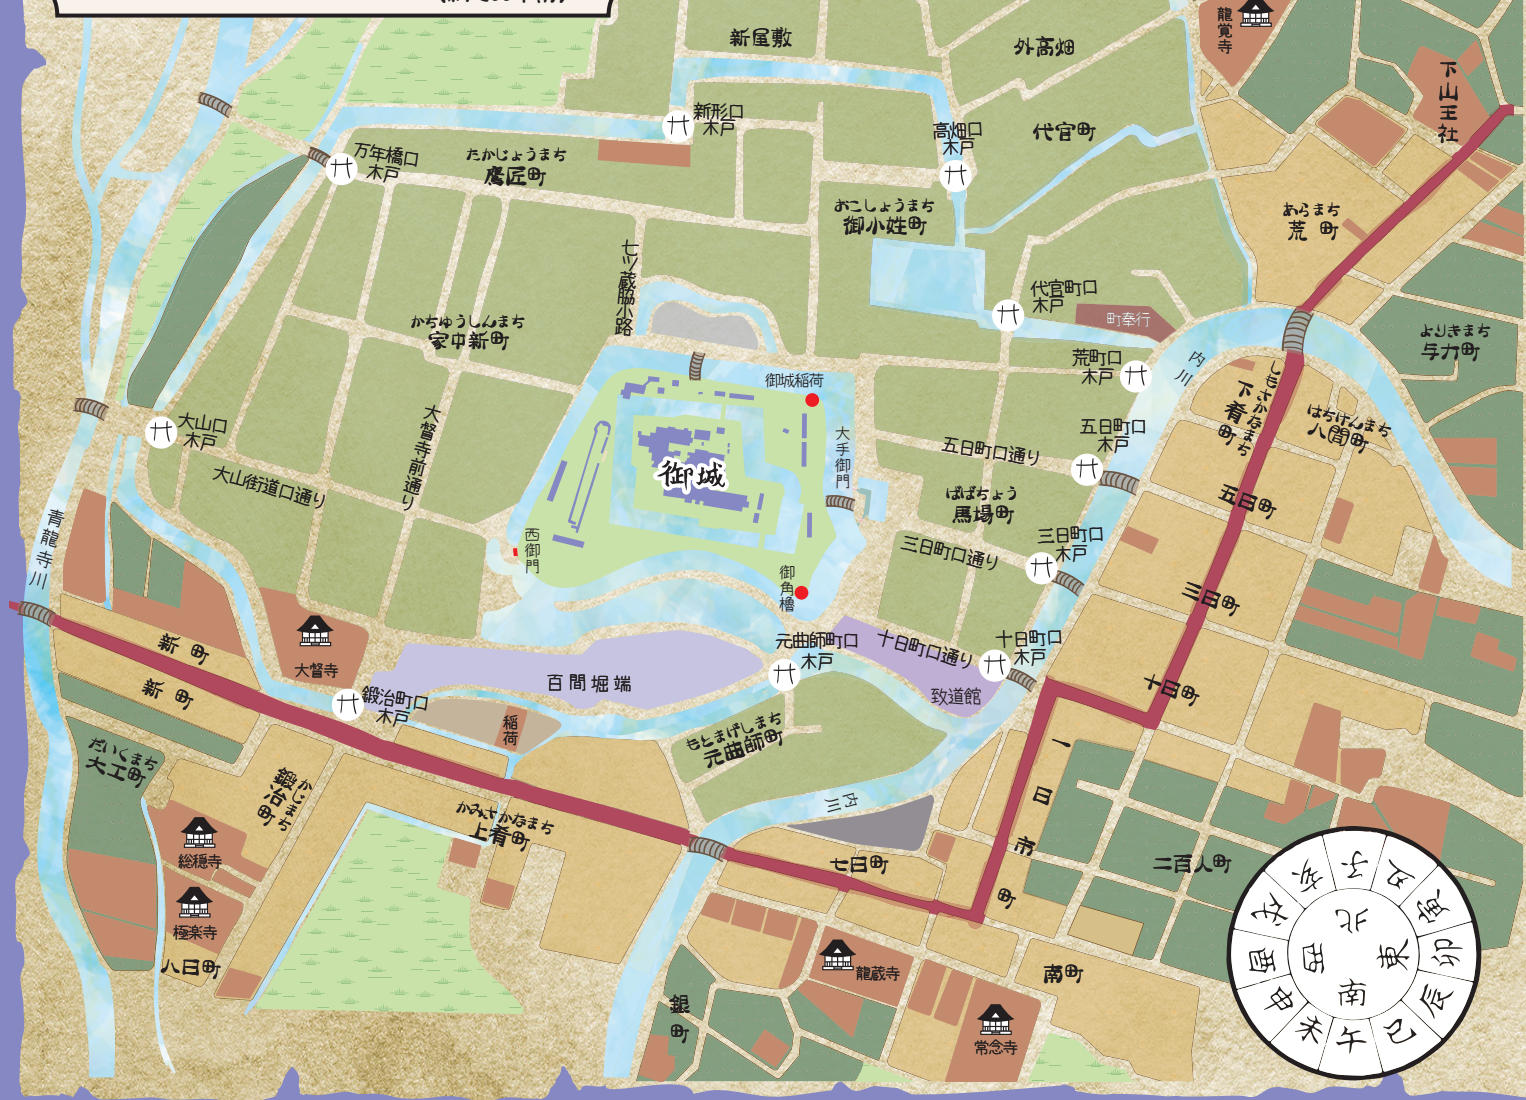 新屋敷
外高畑
龍覚寺
下山王社
新形口
木戸
高畑口
木戸
代官町
万年橋口
木戸
たかじょうまち
鷹匠町
おこしょうまち
御小姓町
あらまち
荒町
七ツ蔵脇小路
代官町口
木戸
町奉行
かちゅうしんまち
家中新町
よりきまち
与力町
荒町口
木戸
内川
御城稲荷
しもさかなまち
下肴町
はちけんまち
八間町
大山口
木戸
大督寺前通り
大手御門
五日町口
木戸
五日町口通り
大山街道口通り
御城
ばばちょう
馬場町
五日町
青龍寺川
西御門
三日町口
木戸
三日町口通り
御角櫓
三日町
新町
大督寺
元曲師町口
木戸
十日町口通り
十日町口
木戸
新町
百間堀端
致道館
十日町
鍛冶町口
木戸
稲荷
もとまげしまち
元曲師町
だいくまち
大工町
かじまち
鍛冶町
内川
一日市町
かみさかなまち
上肴町
総穏寺
七日町
二百人町
極楽寺
八日町
龍蔵寺
南町
銀町
常念寺
子
丑
寅
卯
辰
巳
午
未
申
酉
戌
亥
北
東
南
西